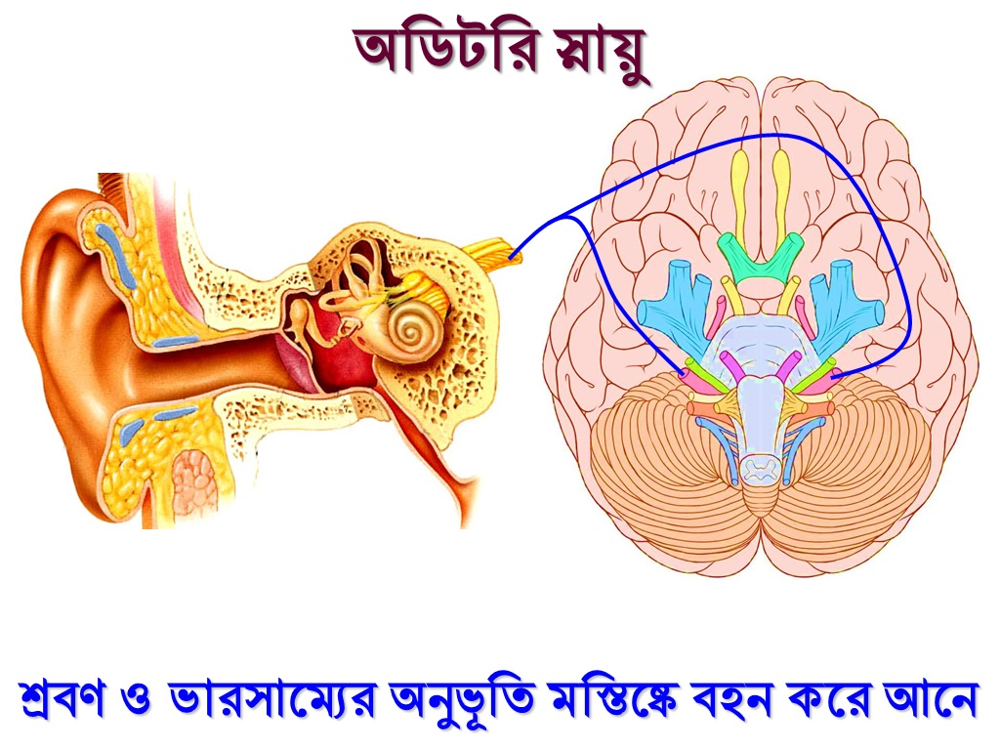 অডিটরি স্নায়ু
শ্রবণ ও ভারসাম্যের অনুভূতি মস্তিষ্কে বহন করে আনে